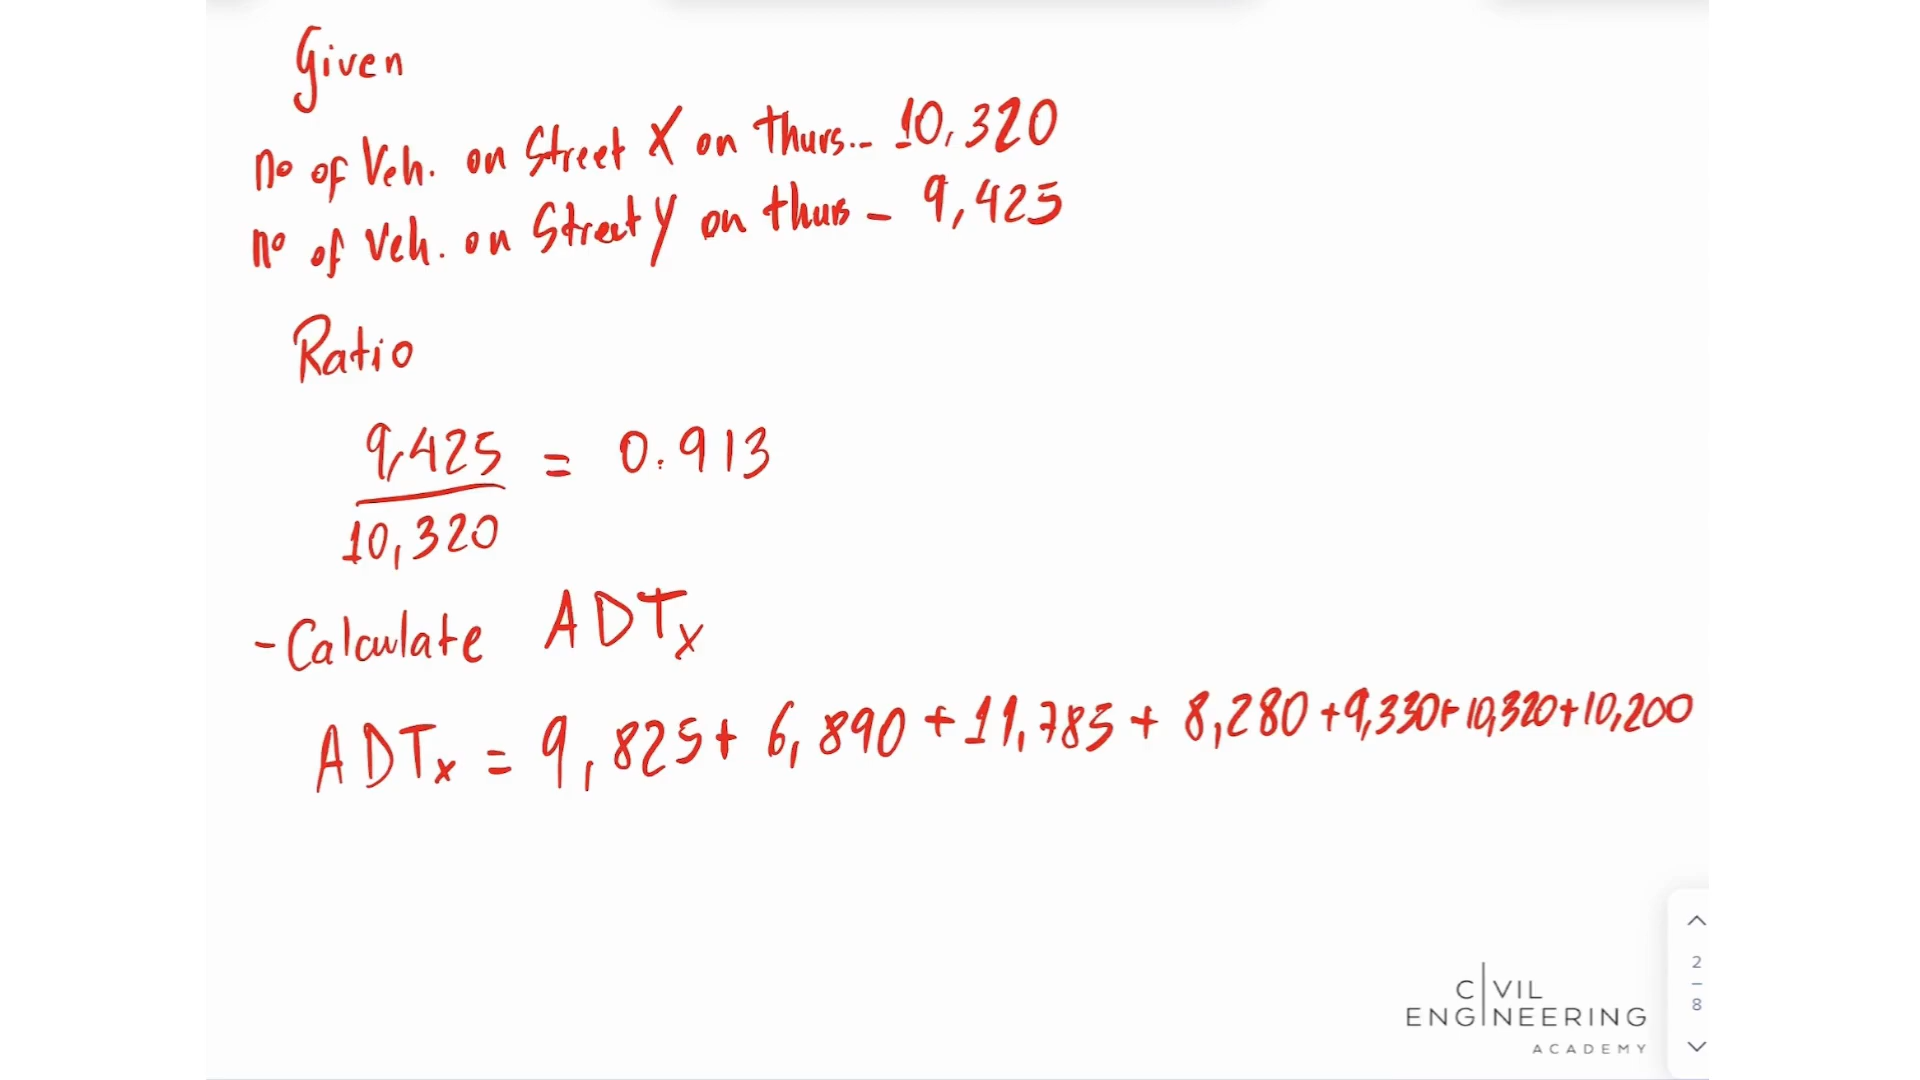 Given
no of Veh. on Street X on thurs.- 10,320
no of Veh. on Street Y on thurs - 9,425
Ratio
9,425 = 0.913
10,320
- Calculate ADTx
ADTx = 9,825 + 6,890 + 11,785 + 8,280 + 9,330 + 10,320 + 10,200
2
8
CIVIL
ENGINEERING
ACADEMY